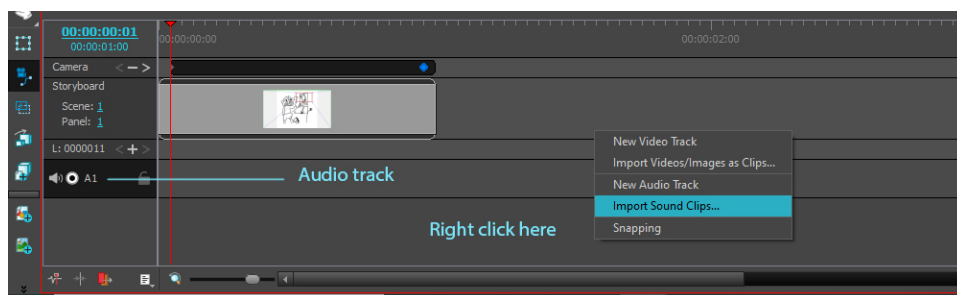 00:00:00:01
00:00:01:00
00:00:00:00
00:00:02:00
Camera
Storyboard
Scene: 1
Panel: 1
L: 0000011
A1
Audio track
Right click here
New Video Track
Import Videos/Images as Clips...
New Audio Track
Import Sound Clips...
Snapping